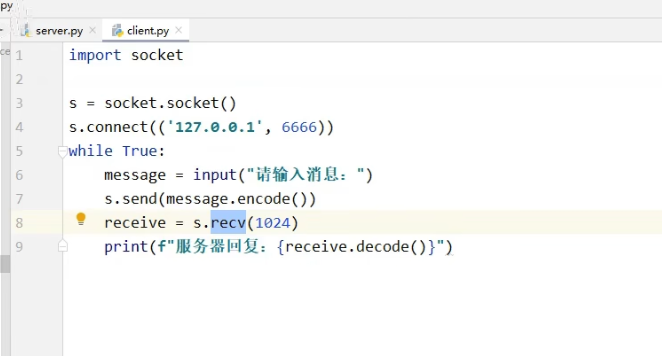 py
server.py
client.py
1 import socket
2
3 s = socket.socket()
4 s.connect(('127.0.0.1', 6666))
5 while True:
6     message = input("请输入消息：")
7     s.send(message.encode())
8     receive = s.recv(1024)
9     print(f"服务器回复：{receive.decode()}")